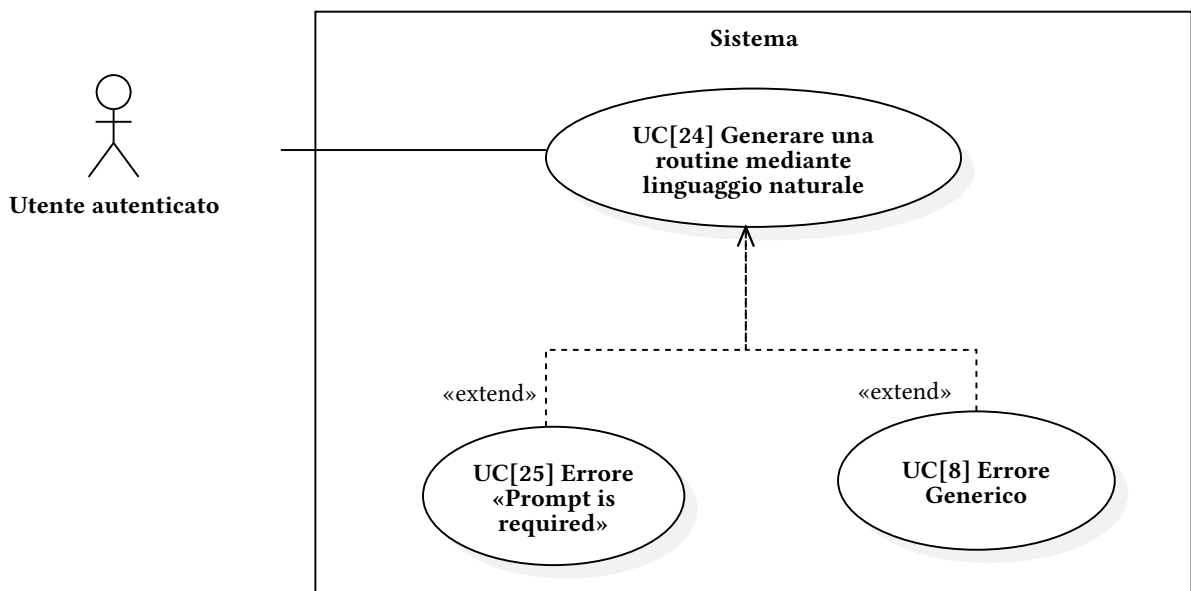 Sistema
UC[24] Generare una
routine mediante
linguaggio naturale
Utente autenticato
«extend»
«extend»
UC[25] Errore
«Prompt is
required»
UC[8] Errore
Generico